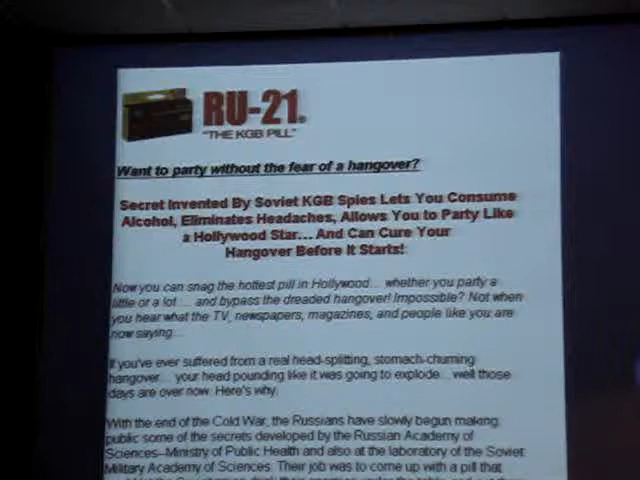 RU-21®
"THE KGB PILL"
Want to party without the fear of a hangover?
Secret Invented By Soviet KGB Spies Lets You Consume
Alcohol, Eliminates Headaches, Allows You to Party Like
a Hollywood Star... And Can Cure Your
Hangover Before It Starts!
Now you can snag the hottest pill in Hollywood... whether you party a
little or a lot ... and bypass the dreaded hangover! Impossible? Not when
you hear what the TV, newspapers, magazines, and people like you are
now saying...
If you've ever suffered from a real head-splitting, stomach-churning
hangover... your head pounding like it was going to explode... well those
days are over now. Here's why.
With the end of the Cold War, the Russians have slowly begun making
public some of the secrets developed by the Russian Academy of
Sciences--Ministry of Public Health and also at the laboratory of the Soviet
Military Academy of Sciences. Their job was to come up with a pill that